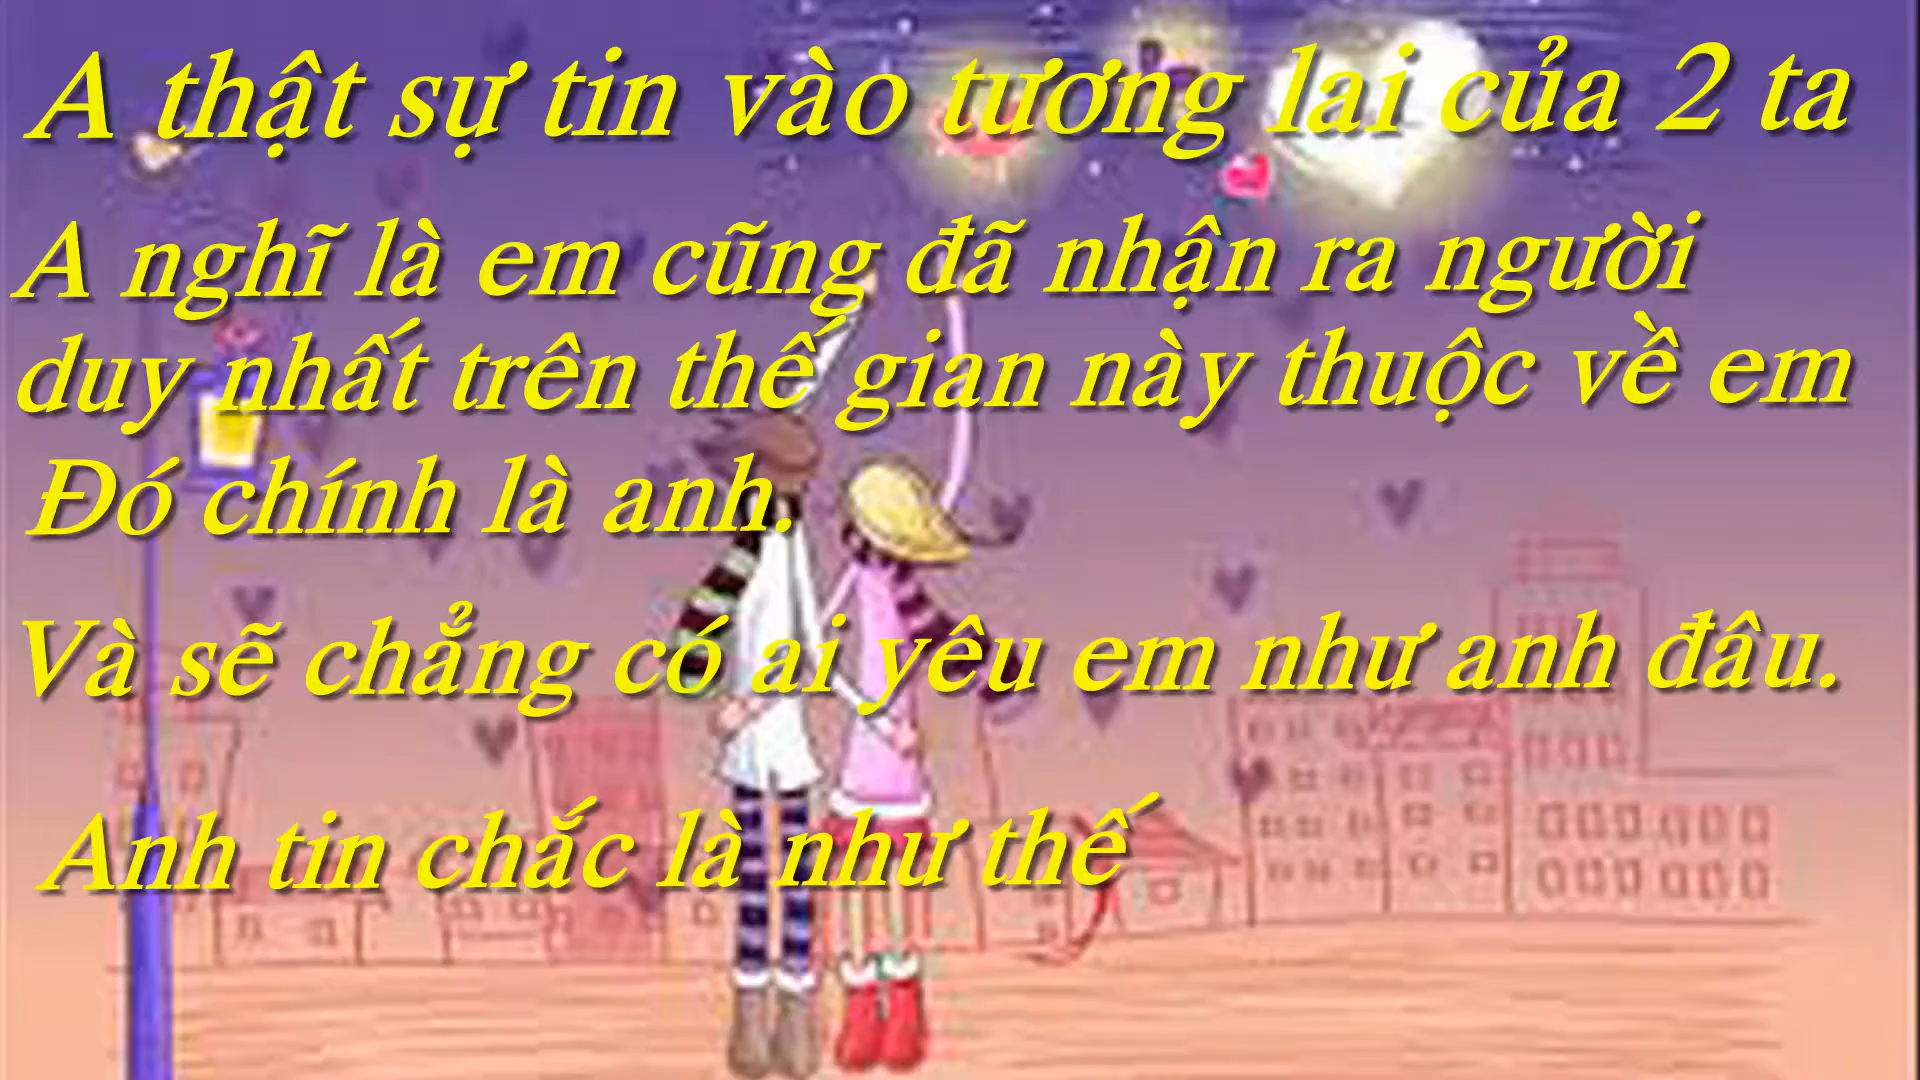 A thật sự tin vào tương lai của 2 ta
A nghĩ là em cũng đã nhận ra người
duy nhất trên thế gian này thuộc về em
Đó chính là anh.
Và sẽ chẳng có ai yêu em như anh đâu.
Anh tin chắc là như thế